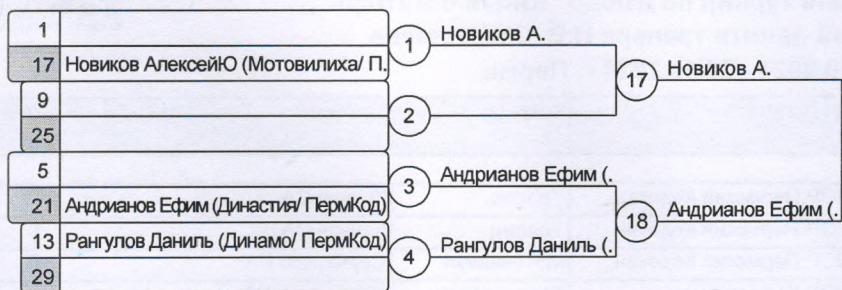 1
17 Новиков АлексейЮ (Мотовилиха/ П.
1
Новиков А.
9
25
2
17
Новиков А.
5
21 Андрианов Ефим (Династия/ ПермКод)
3
Андрианов Ефим (.
13 Рангулов Даниль (Динамо/ ПермКод)
29
4
Рангулов Даниль (.
18
Андрианов Ефим (.